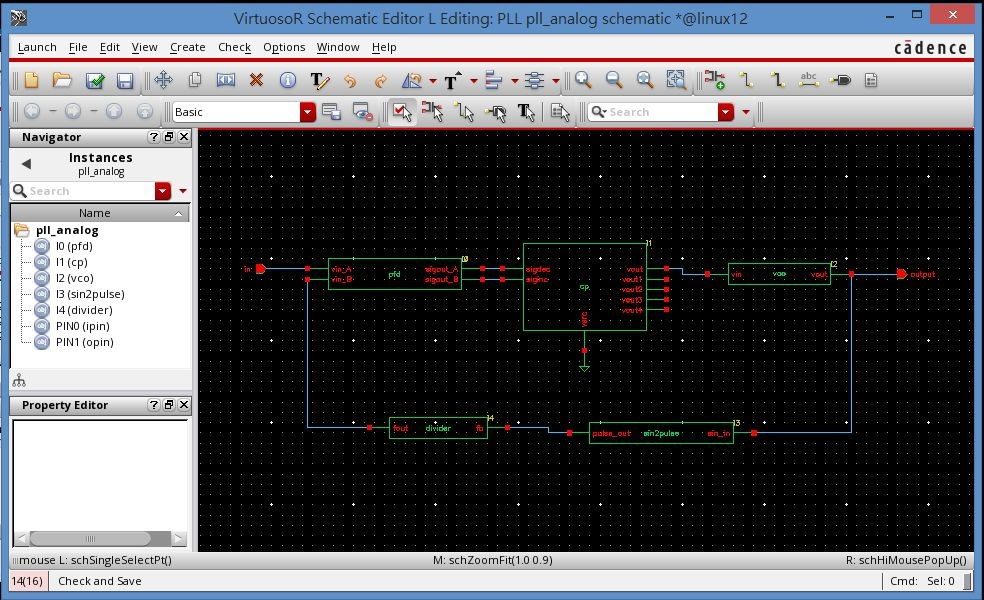 VirtuosoR Schematic Editor L Editing: PLL pll_analog schematic *@linux12
Launch File Edit View Create Check Options Window Help
cādence
abc
Basic
Search
Navigator
Instances
pll_analog
Search
Name
pll_analog
I0 (pfd)
I1 (cp)
I2 (vco)
I3 (sin2pulse)
I4 (divider)
PIN0 (ipin)
PIN1 (opin)
Property Editor
I1
in
vin_A
vin_B
pfd
sigout_A
sigout_B
I0
cp
vout
vout1
vout2
vout3
vout4
vin
vco
vout
I2
output
fout
divider
fb
I4
pulse_out
sin2pulse
sin_in
I3
mouse L: schSingleSelectPt()
M: schZoomFit(1.0 0.9)
R: schHiMousePopUp()
14(16)
Check and Save
Cmd: Sel: 0